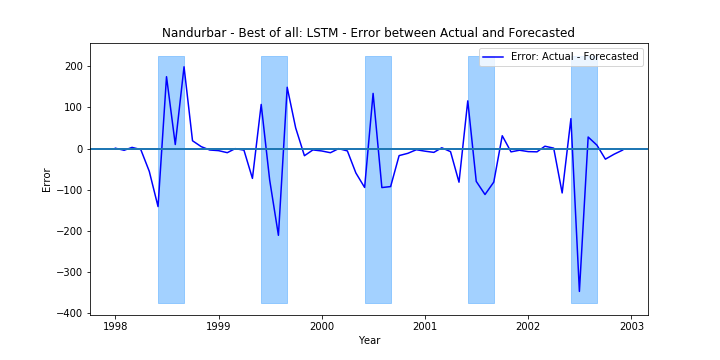 Nandurbar - Best of all: LSTM - Error between Actual and Forecasted
Error: Actual - Forecasted
200
100
0
−100
−200
−300
−400
Error
1998 1999 2000 2001 2002 2003
Year